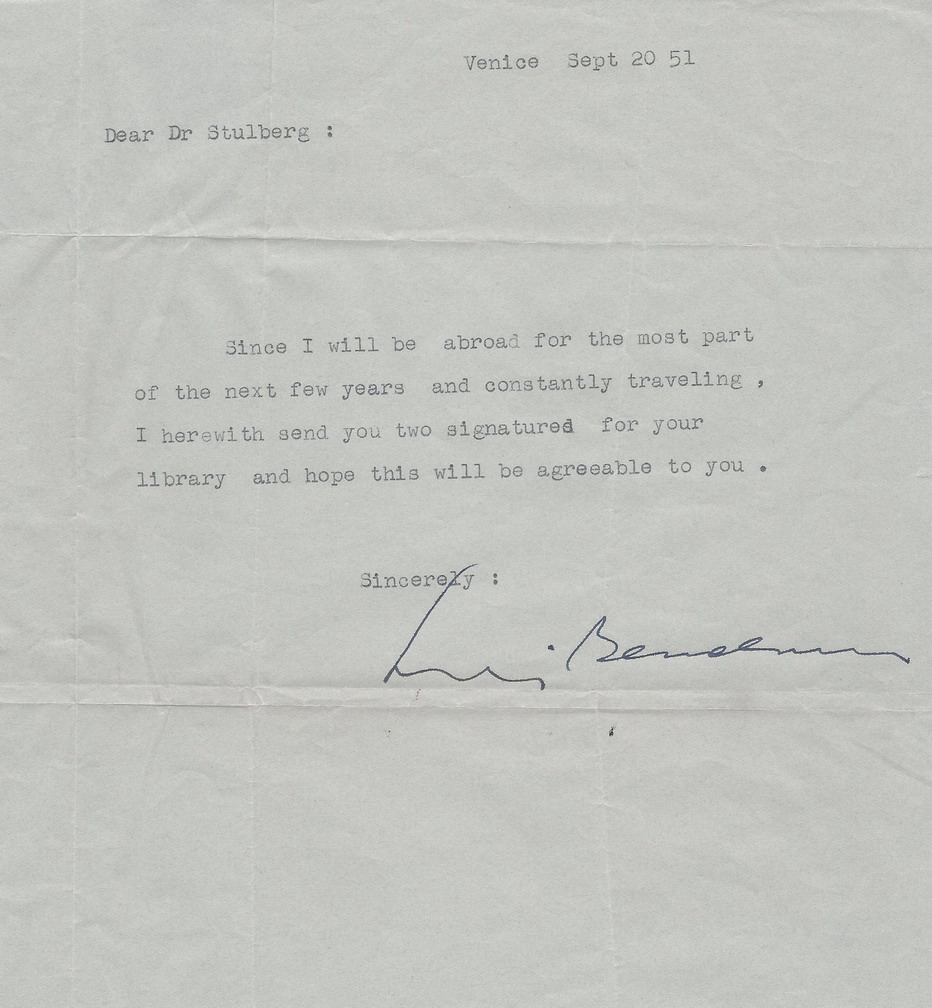 Venice Sept 20 51
Dear Dr Stulberg :
Since I will be abroad for the most part
of the next few years and constantly traveling ,
I herewith send you two signatured for your
library and hope this will be agreeable to you .
Sincerely :